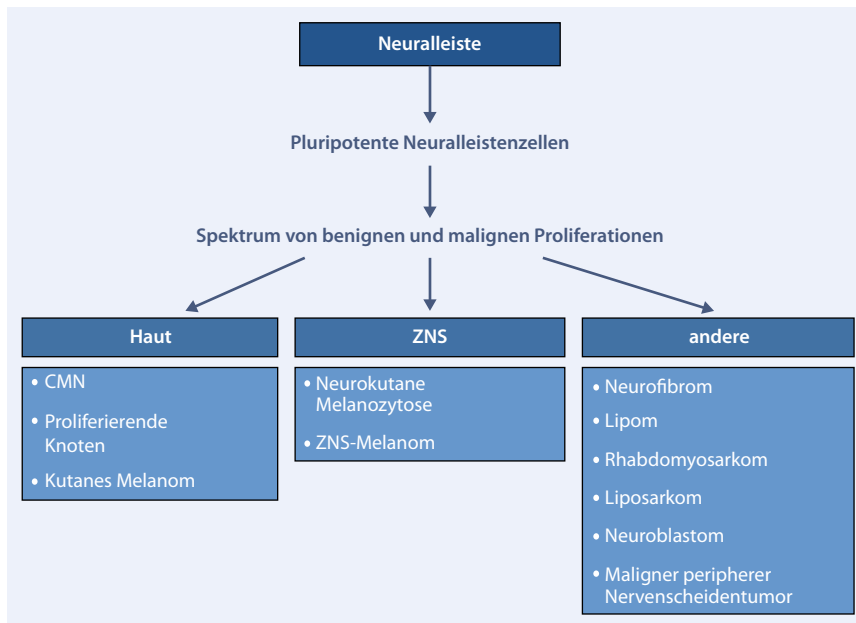 Neuralleiste
Pluripotente Neuralleistenzellen
Spektrum von benignen und malignen Proliferationen
Haut
• CMN
• Proliferierende
Knoten
• Kutanes Melanom
ZNS
• Neurokutane
Melanozytose
• ZNS-Melanom
andere
• Neurofibrom
• Lipom
• Rhabdomyosarkom
• Liposarkom
• Neuroblastom
• Maligner peripherer
Nervenscheidentumor